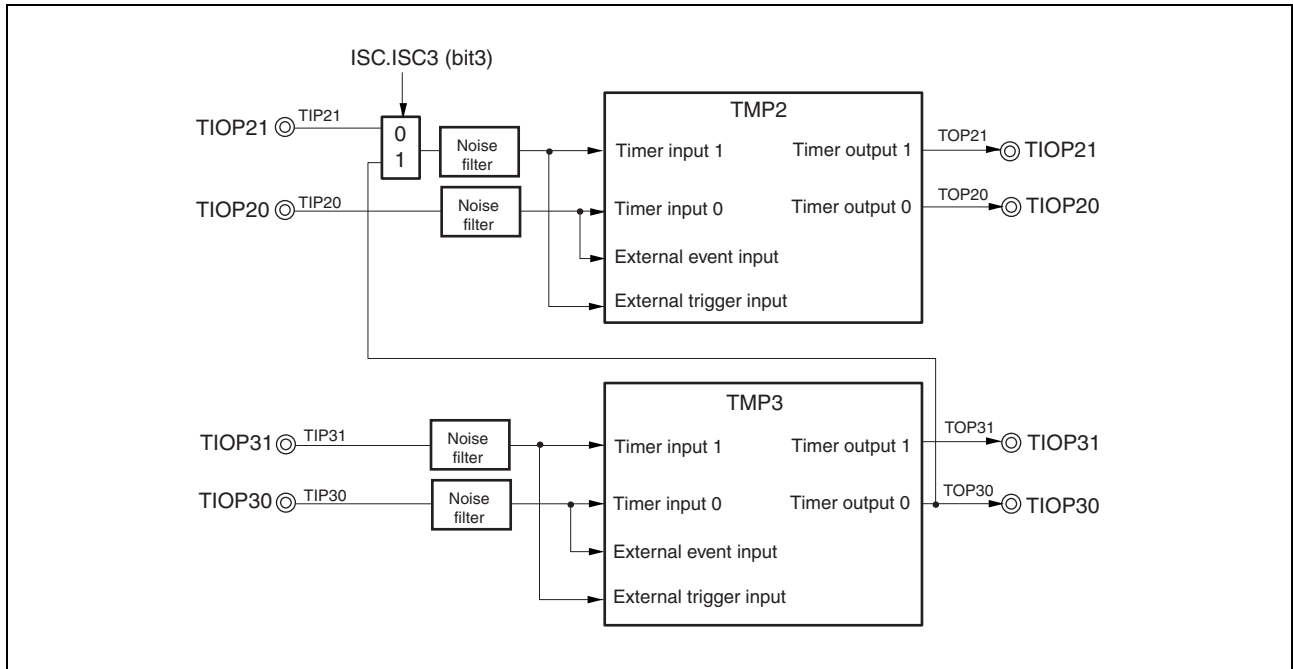 ISC.ISC3 (bit3)
TIOP21
TIP21
0
1
Noise
filter
TIOP20
TIP20
Noise
filter
TMP2
Timer input 1
Timer output 1
Timer input 0
Timer output 0
External event input
External trigger input
TOP21
TIOP21
TOP20
TIOP20
TIOP31
TIP31
Noise
filter
TIOP30
TIP30
Noise
filter
TMP3
Timer input 1
Timer output 1
Timer input 0
Timer output 0
External event input
External trigger input
TOP31
TIOP31
TOP30
TIOP30